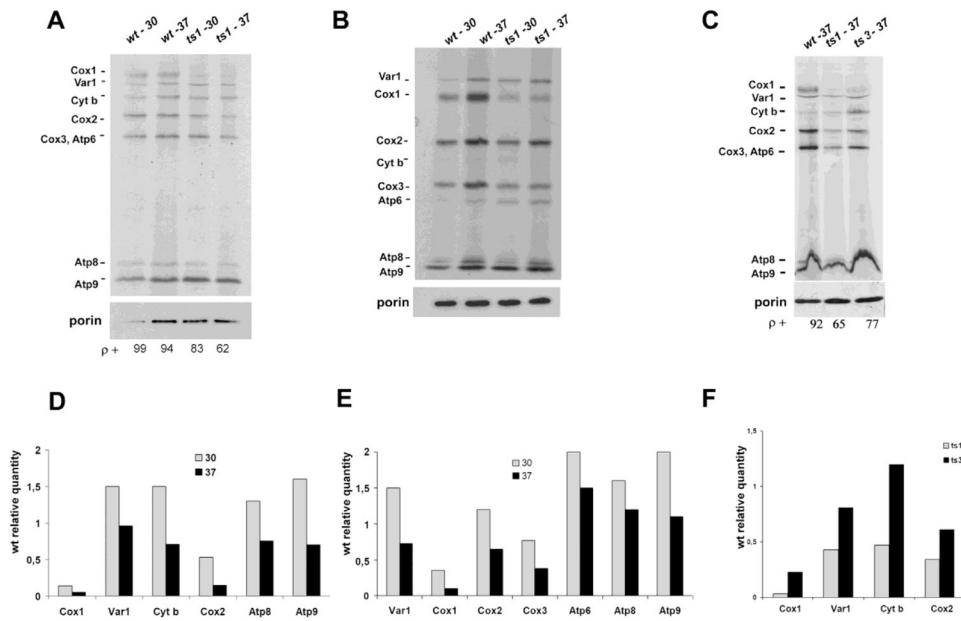 A
wt - 30
wt -37
ts1 -30
ts1 - 37
Cox1
Var1
Cyt b
Cox2
Cox3, Atp6
Atp8
Atp9
porin
ρ + 99 94 83 62
B
wt - 30
wt -37
ts1 -30
ts1 - 37
Var1
Cox1
Cox2
Cyt b
Cox3
Atp6
Atp8
Atp9
porin
C
wt -37
ts1 - 37
ts 3- 37
Cox1
Var1
Cyt b
Cox2
Cox3, Atp6
Atp8
Atp9
porin
ρ + 92 65 77
D
wt relative quantity
2
1,5
1
0,5
0
30
37
Cox1 Var1 Cyt b Cox2 Atp8 Atp9
E
wt relative quantity
2
1,5
1
0,5
0
30
37
Var1 Cox1 Cox2 Cox3 Atp6 Atp8 Atp9
F
wt relative quantity
1,5
1
0,5
0
ts1
ts3
Cox1 Var1 Cyt b Cox2